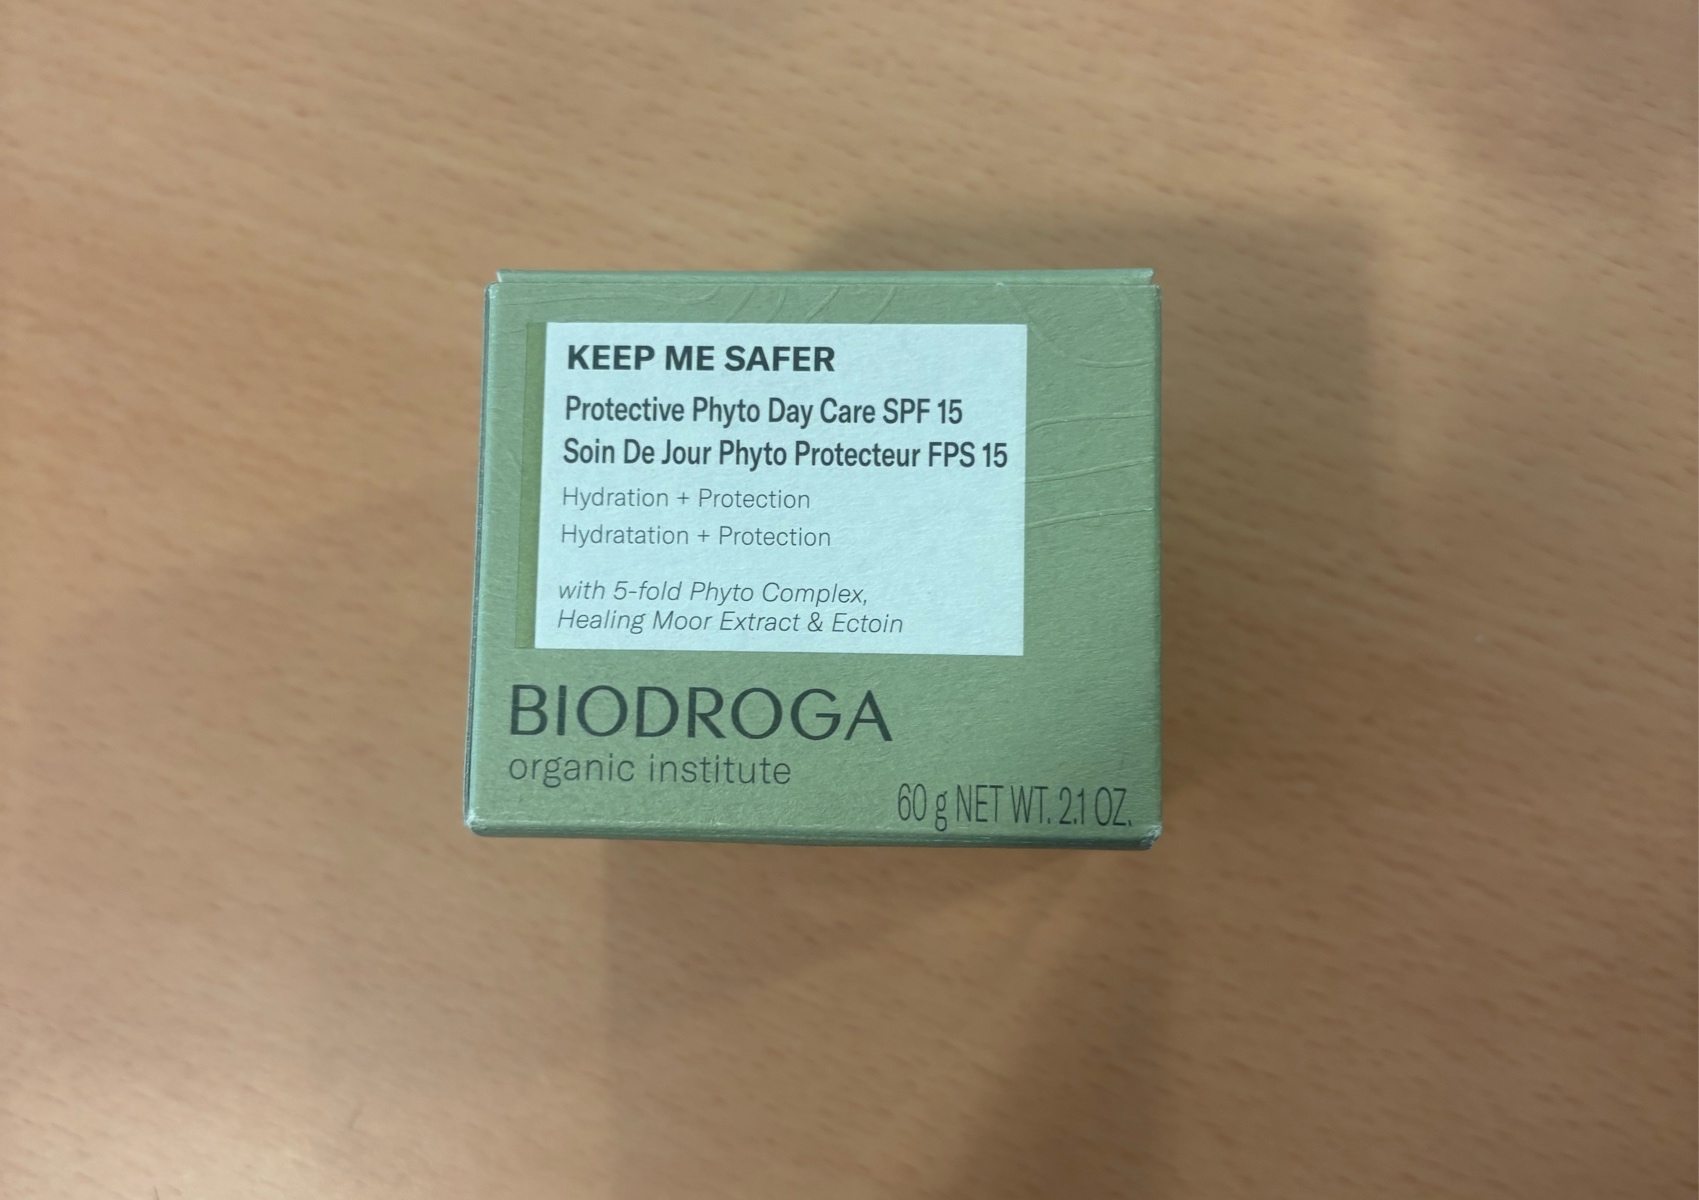 KEEP ME SAFER
Protective Phyto Day Care SPF 15
Soin De Jour Phyto Protecteur FPS 15
Hydration + Protection
Hydratation + Protection
with 5-fold Phyto Complex,
Healing Moor Extract & Ectoin
BIODROGA
organic institute
60 g NET WT. 2.1 OZ.